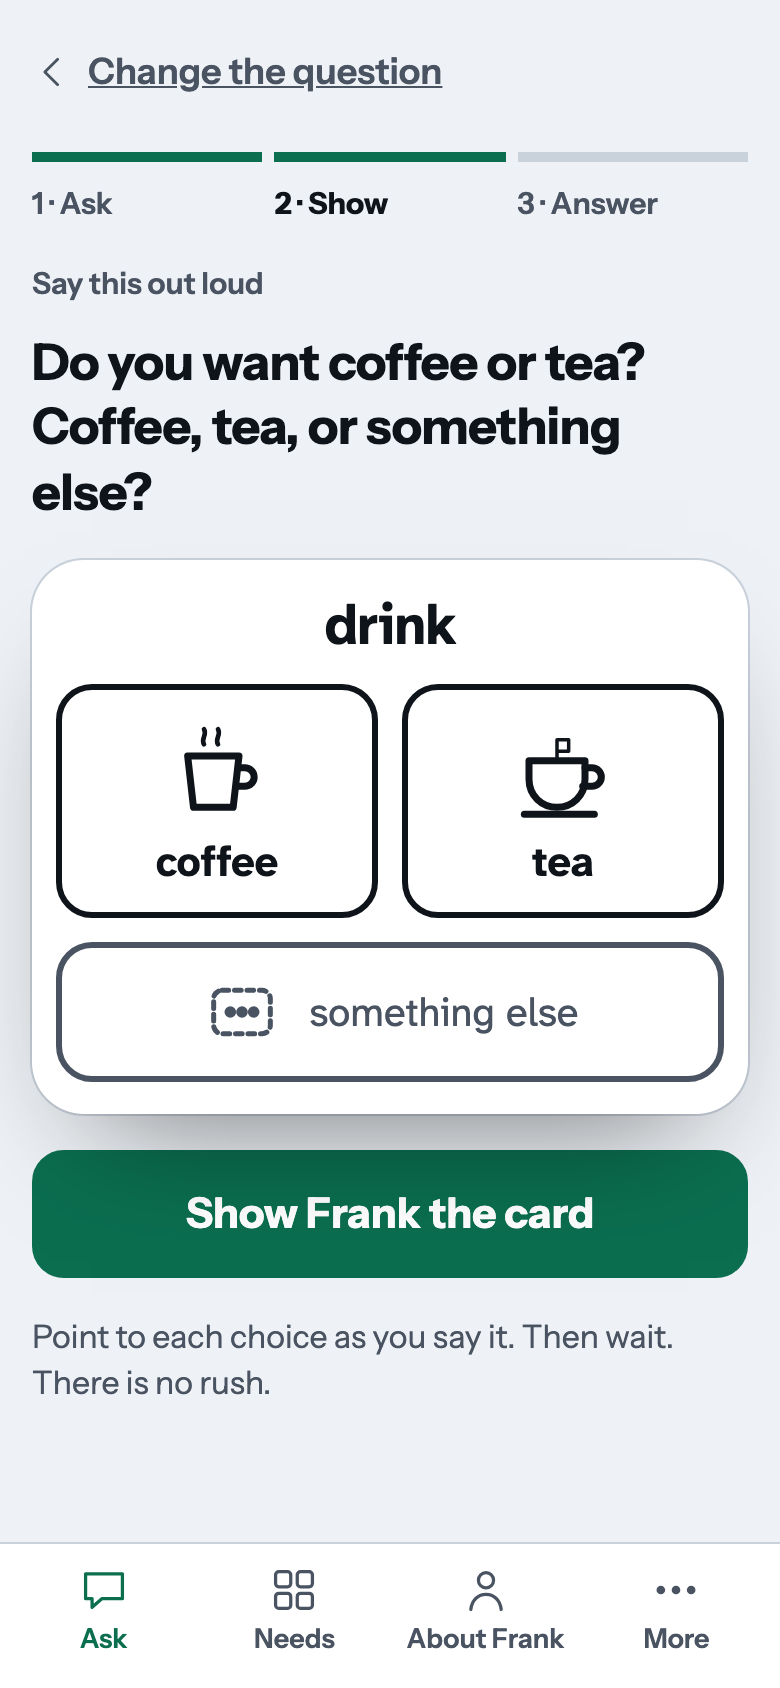 Change the question
1 · Ask
2 · Show
3 · Answer
Say this out loud
Do you want coffee or tea?
Coffee, tea, or something
else?
drink
coffee
tea
something else
Show Frank the card
Point to each choice as you say it. Then wait.
There is no rush.
Ask
Needs
About Frank
More